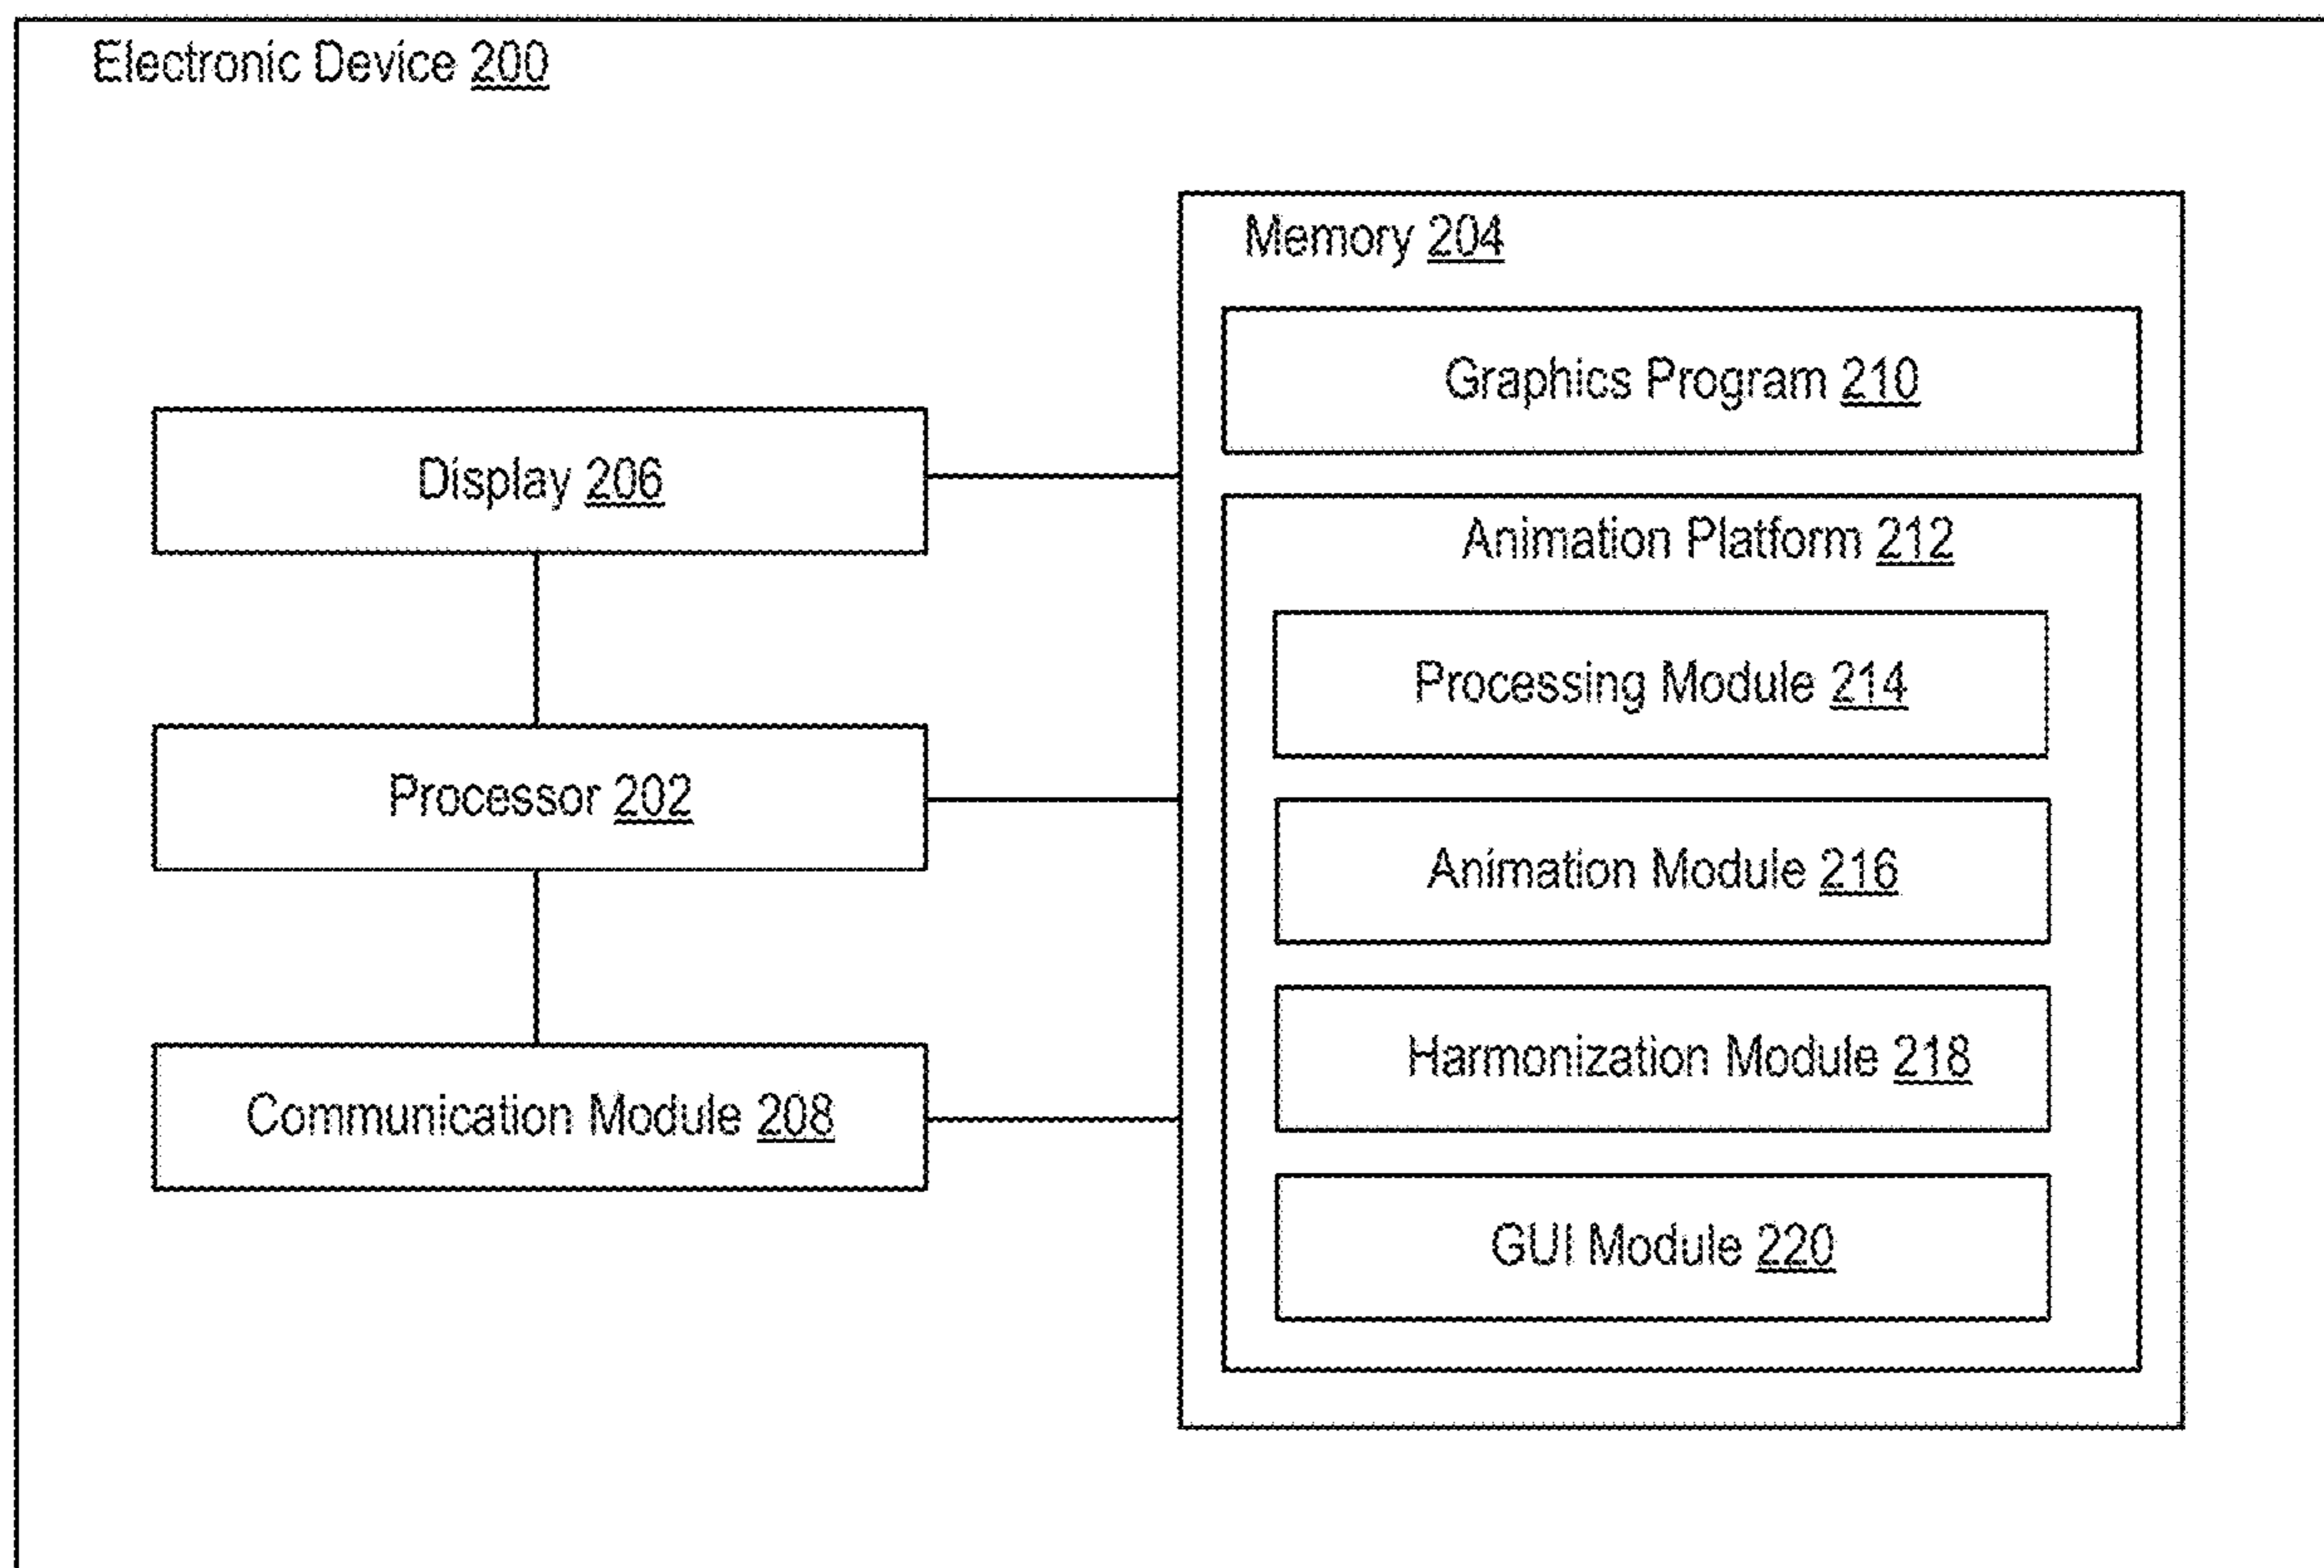 Electronic Device 200
Memory 204
Graphics Program 210
Display 206
Animation Platform 212
Processing Module 214
Processor 202
Animation Module 216
Harmonization Module 218
Communication Module 208
GUI Module 220